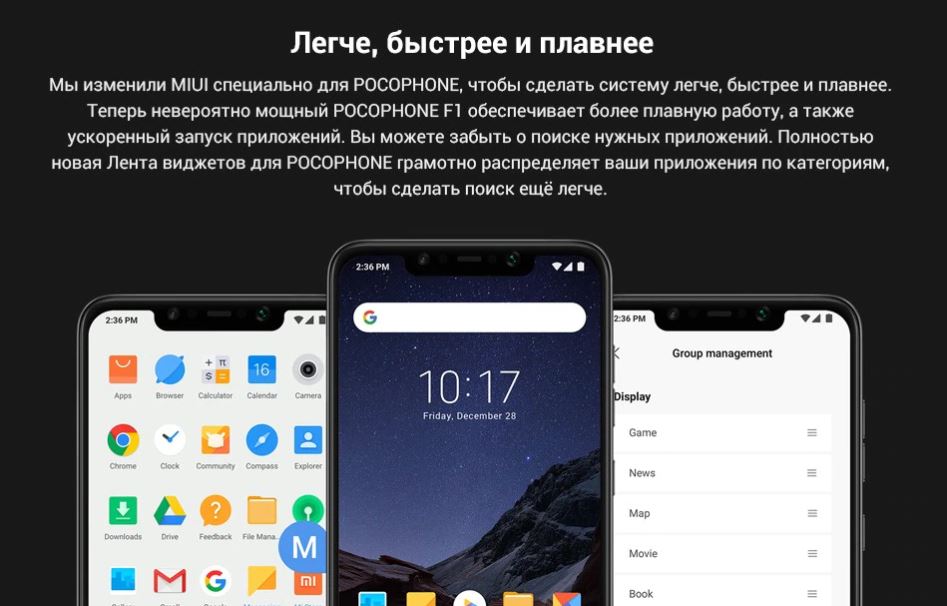 Легче, быстрее и плавнее
Мы изменили MIUI специально для POCOPHONE, чтобы сделать систему легче, быстрее и плавнее.
Теперь невероятно мощный POCOPHONE F1 обеспечивает более плавную работу, а также
ускоренный запуск приложений. Вы можете забыть о поиске нужных приложений. Полностью
новая Лента виджетов для POCOPHONE грамотно распределяет ваши приложения по категориям,
чтобы сделать поиск ещё легче.
2:36 PM
16
Apps Browser Calculator Calendar Camera
Chrome Clock Community Compass Explorer
Downloads Drive Feedback File Mana..
M
2:36 PM
G
10:17
Friday, December 28
2:36 PM
Group management
Display
Game
News
Map
Movie
Book